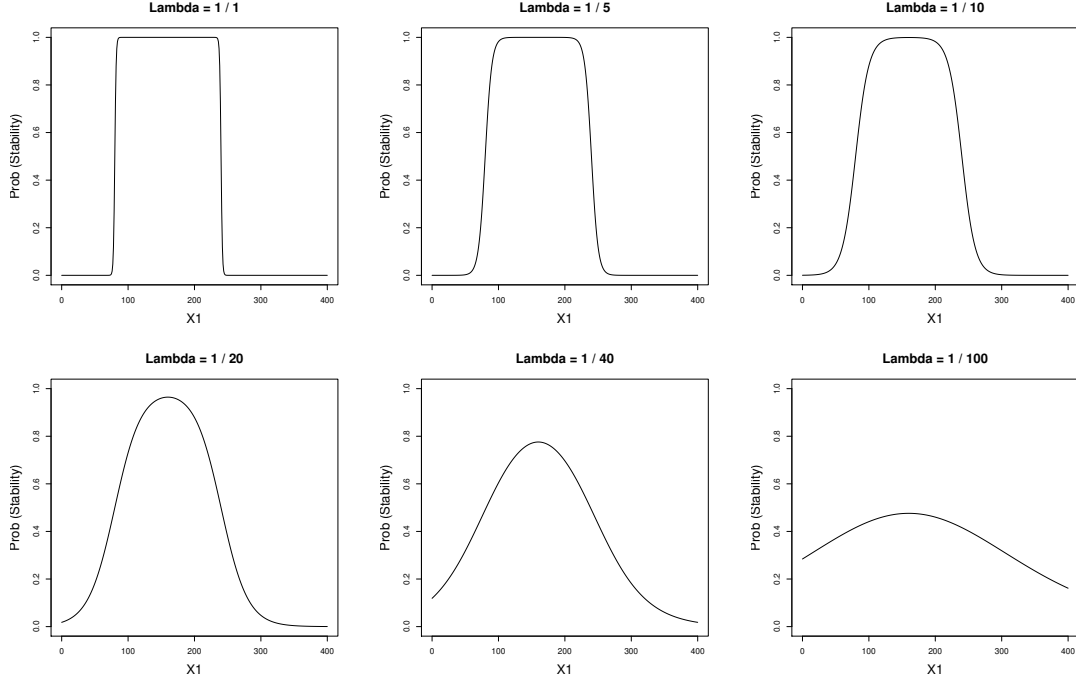 Lambda = 1 / 1
Prob (Stability)
0.0 0.2 0.4 0.6 0.8 1.0
0 100 200 300 400
X1
Lambda = 1 / 5
Prob (Stability)
0.0 0.2 0.4 0.6 0.8 1.0
0 100 200 300 400
X1
Lambda = 1 / 10
Prob (Stability)
0.0 0.2 0.4 0.6 0.8 1.0
0 100 200 300 400
X1
Lambda = 1 / 20
Prob (Stability)
0.0 0.2 0.4 0.6 0.8 1.0
0 100 200 300 400
X1
Lambda = 1 / 40
Prob (Stability)
0.0 0.2 0.4 0.6 0.8 1.0
0 100 200 300 400
X1
Lambda = 1 / 100
Prob (Stability)
0.0 0.2 0.4 0.6 0.8 1.0
0 100 200 300 400
X1